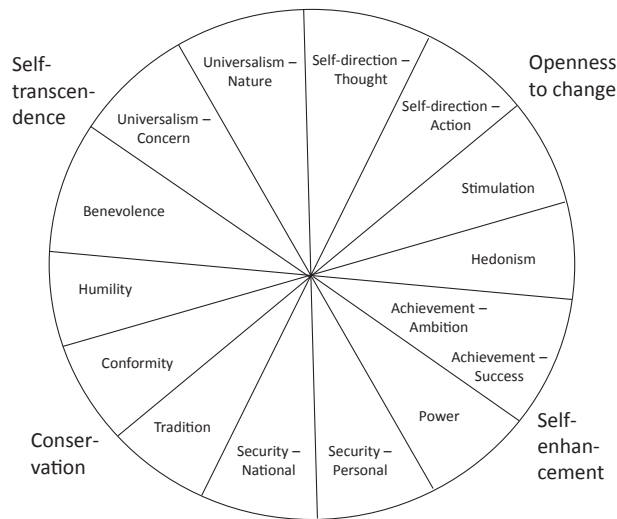 Self-
transcen-
dence
Openness
to change
Universalism –
Nature
Self-direction –
Thought
Universalism –
Concern
Self-direction –
Action
Benevolence
Stimulation
Humility
Hedonism
Conformity
Achievement –
Ambition
Achievement –
Success
Tradition
Security –
National
Security –
Personal
Power
Conser-
vation
Self-
enhan-
cement